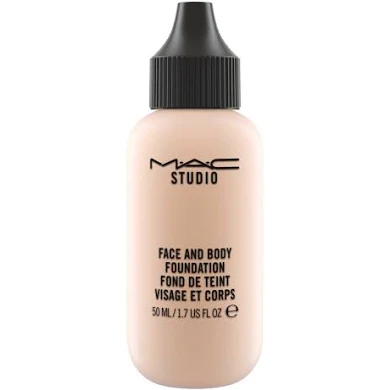 M·A·C
STUDIO
FACE AND BODY
FOUNDATION
FOND DE TEINT
VISAGE ET CORPS
50 ML / 1.7 US FL OZ ℮